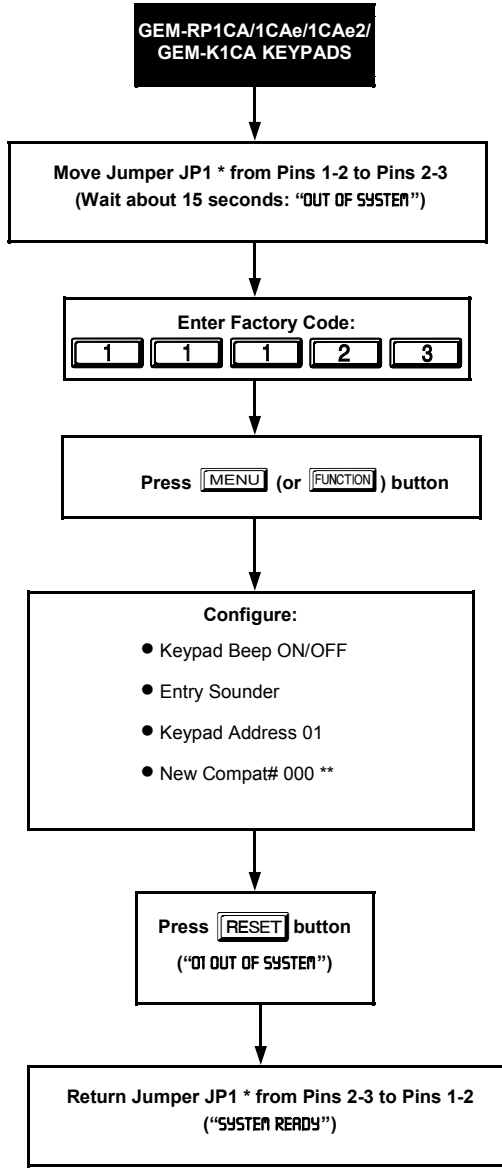 GEM-RP1CA/1CAe/1CAe2/
GEM-K1CA KEYPADS
Move Jumper JP1 * from Pins 1-2 to Pins 2-3
(Wait about 15 seconds: “OUT OF SYSTEM”)
Enter Factory Code:
1 1 1 2 3
Press MENU (or FUNCTION) button
Configure:
● Keypad Beep ON/OFF
● Entry Sounder
● Keypad Address 01
● New Compat# 000 **
Press RESET button
(“01 OUT OF SYSTEM”)
Return Jumper JP1 * from Pins 2-3 to Pins 1-2
(“SYSTEM READY”)